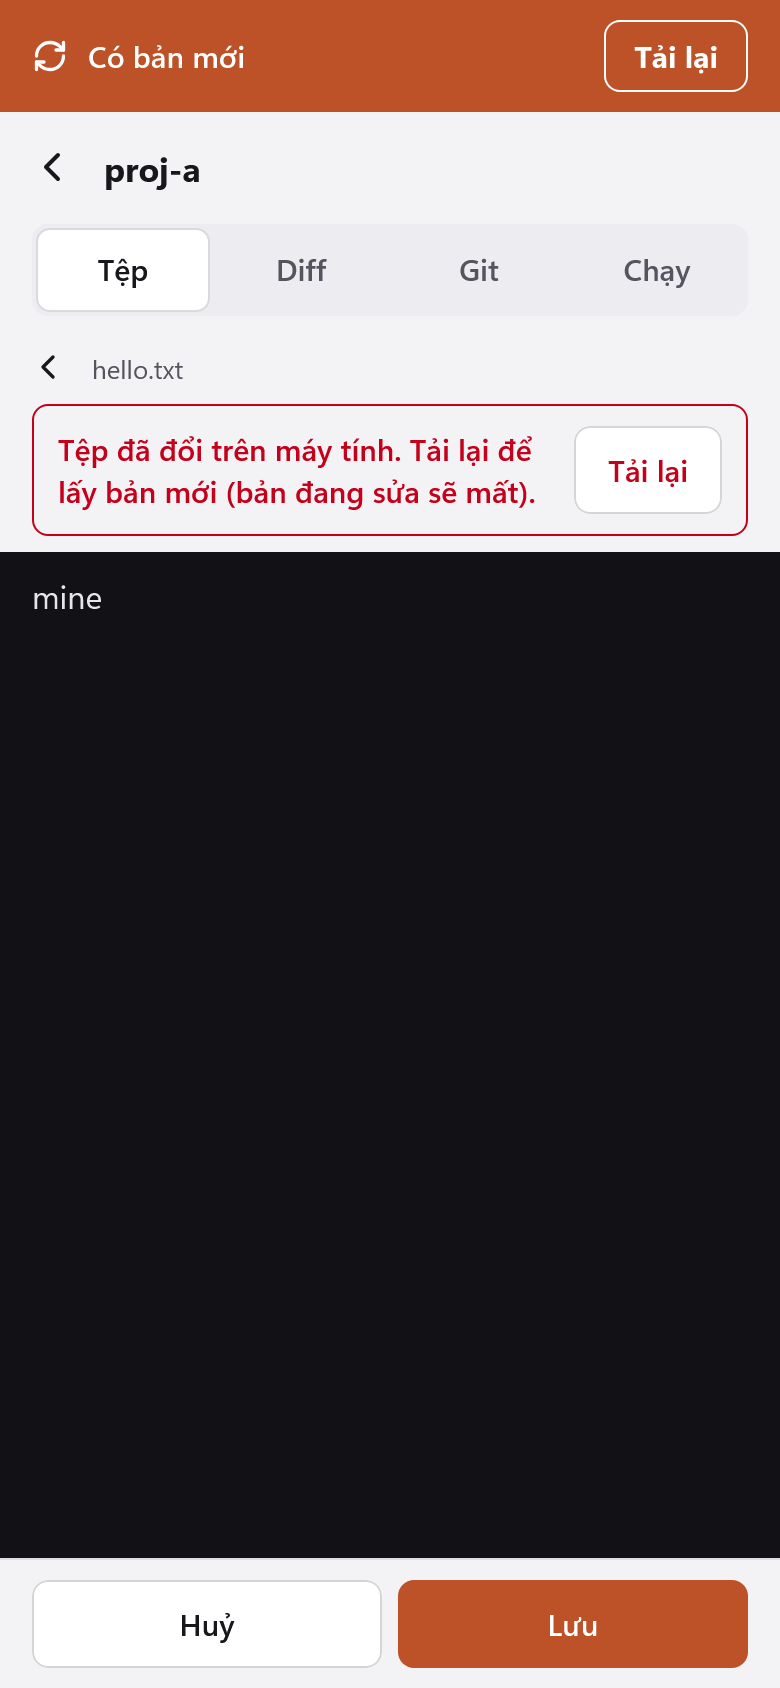 Có bản mới
Tải lại
proj-a
Tệp
Diff
Git
Chạy
hello.txt
Tệp đã đổi trên máy tính. Tải lại để
lấy bản mới (bản đang sửa sẽ mất).
Tải lại
mine
Huỷ
Lưu